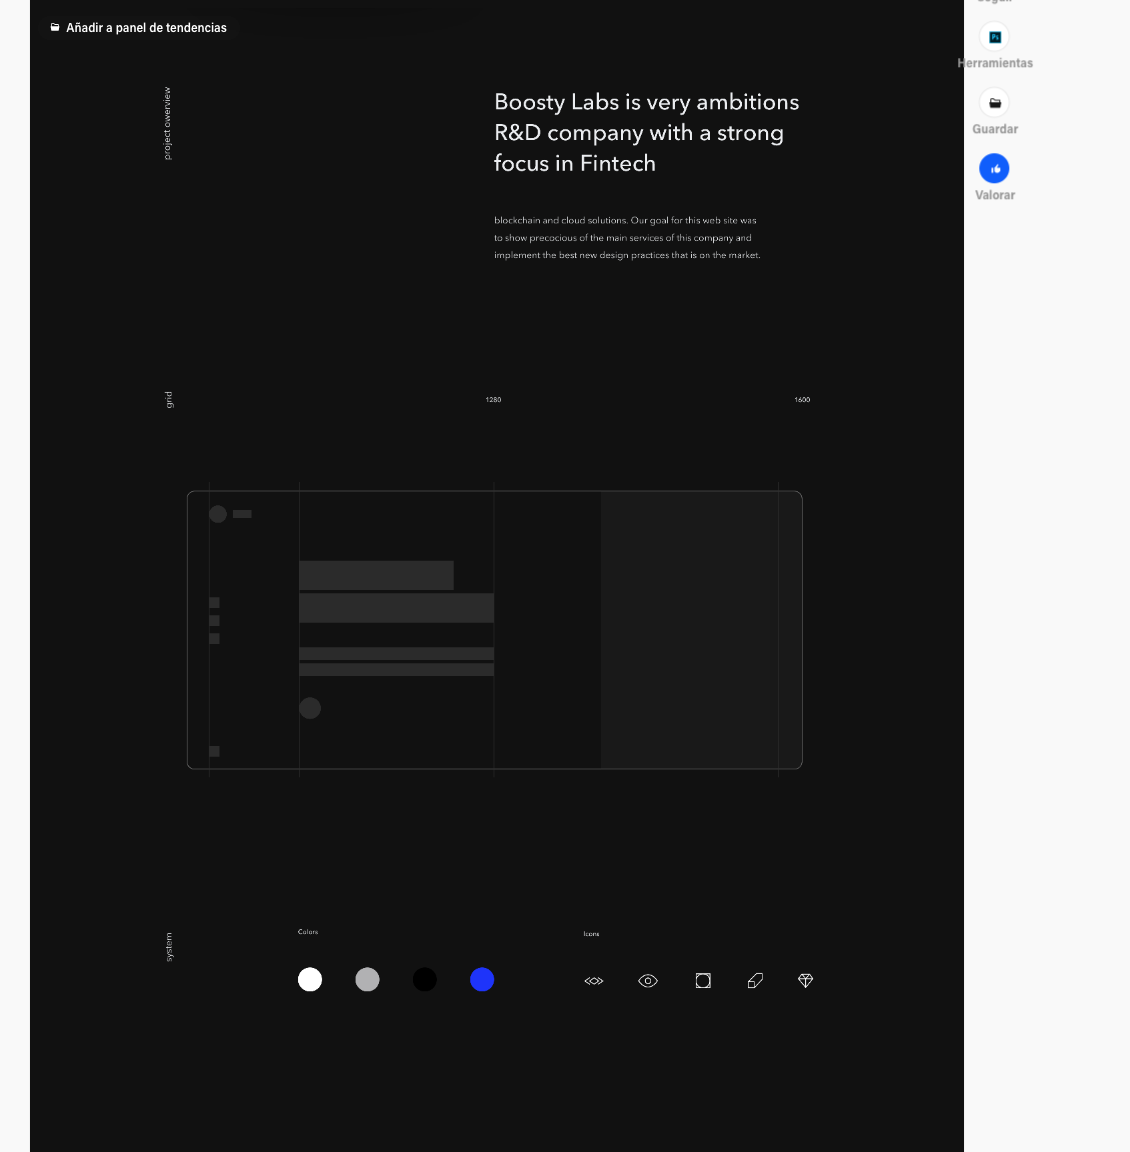 Seguir
Añadir a panel de tendencias
Herramientas
Guardar
Valorar
project owerview
Boosty Labs is very ambitions
R&D company with a strong
focus in Fintech
blockchain and cloud solutions. Our goal for this web site was
to show precocious of the main services of this company and
implement the best new design practices that is on the market.
grid
1280
1600
system
Colors
Icons